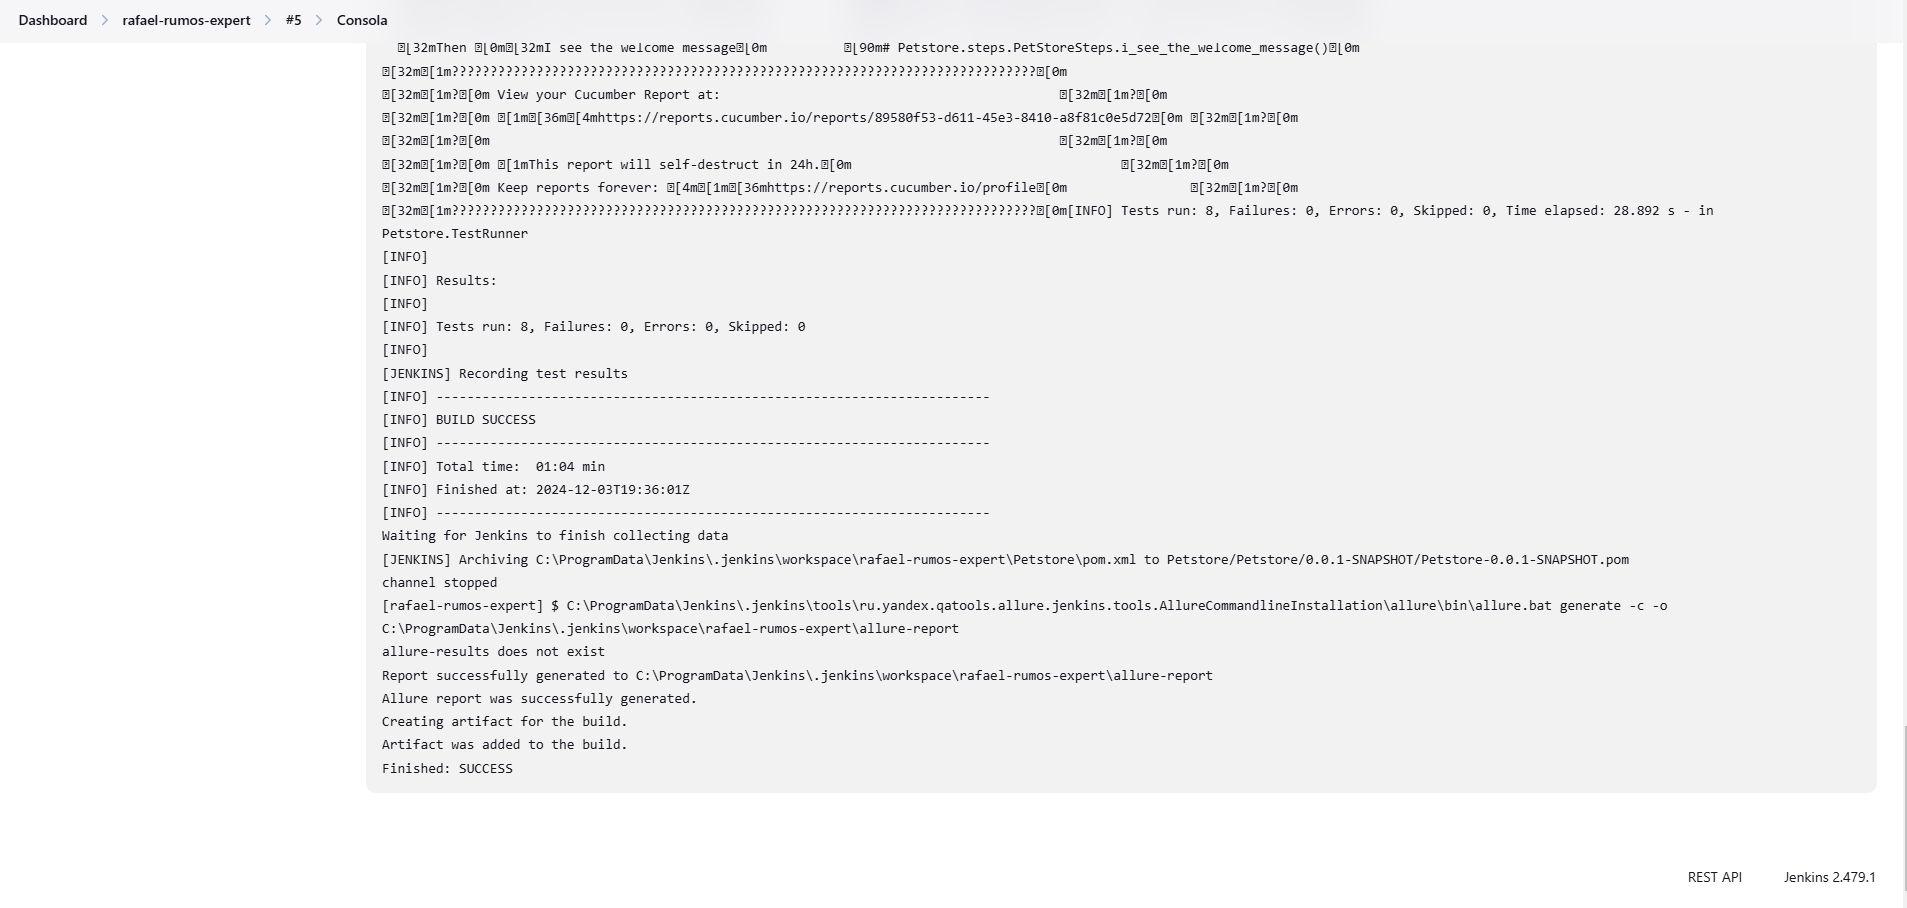 Dashboard > rafael-rumos-expert > #5 > Consola
␛[32mThen ␛[0m␛[32mI see the welcome message␛[0m          ␛[90m# Petstore.steps.PetStoreSteps.i_see_the_welcome_message()␛[0m
␛[32m␛[1m????????????????????????????????????????????????????????????????????????????␛[0m
␛[32m␛[1m?␛[0m View your Cucumber Report at:                                            ␛[32m␛[1m?␛[0m
␛[32m␛[1m?␛[0m ␛[1m␛[36m␛[4mhttps://reports.cucumber.io/reports/89580f53-d611-45e3-8410-a8f81c0e5d72␛[0m ␛[32m␛[1m?␛[0m
␛[32m␛[1m?␛[0m                                                                          ␛[32m␛[1m?␛[0m
␛[32m␛[1m?␛[0m ␛[1mThis report will self-destruct in 24h.␛[0m                                   ␛[32m␛[1m?␛[0m
␛[32m␛[1m?␛[0m Keep reports forever: ␛[4m␛[1m␛[36mhttps://reports.cucumber.io/profile␛[0m                ␛[32m␛[1m?␛[0m
␛[32m␛[1m????????????????????????????????????????????????????????????????????????????␛[0m[INFO] Tests run: 8, Failures: 0, Errors: 0, Skipped: 0, Time elapsed: 28.892 s - in
Petstore.TestRunner
[INFO]
[INFO] Results:
[INFO]
[INFO] Tests run: 8, Failures: 0, Errors: 0, Skipped: 0
[INFO]
[JENKINS] Recording test results
[INFO] ------------------------------------------------------------------------
[INFO] BUILD SUCCESS
[INFO] ------------------------------------------------------------------------
[INFO] Total time:  01:04 min
[INFO] Finished at: 2024-12-03T19:36:01Z
[INFO] ------------------------------------------------------------------------
Waiting for Jenkins to finish collecting data
[JENKINS] Archiving C:\ProgramData\Jenkins\.jenkins\workspace\rafael-rumos-expert\Petstore\pom.xml to Petstore/Petstore/0.0.1-SNAPSHOT/Petstore-0.0.1-SNAPSHOT.pom
channel stopped
[rafael-rumos-expert] $ C:\ProgramData\Jenkins\.jenkins\tools\ru.yandex.qatools.allure.jenkins.tools.AllureCommandlineInstallation\allure\bin\allure.bat generate -c -o
C:\ProgramData\Jenkins\.jenkins\workspace\rafael-rumos-expert\allure-report
allure-results does not exist
Report successfully generated to C:\ProgramData\Jenkins\.jenkins\workspace\rafael-rumos-expert\allure-report
Allure report was successfully generated.
Creating artifact for the build.
Artifact was added to the build.
Finished: SUCCESS
REST API Jenkins 2.479.1